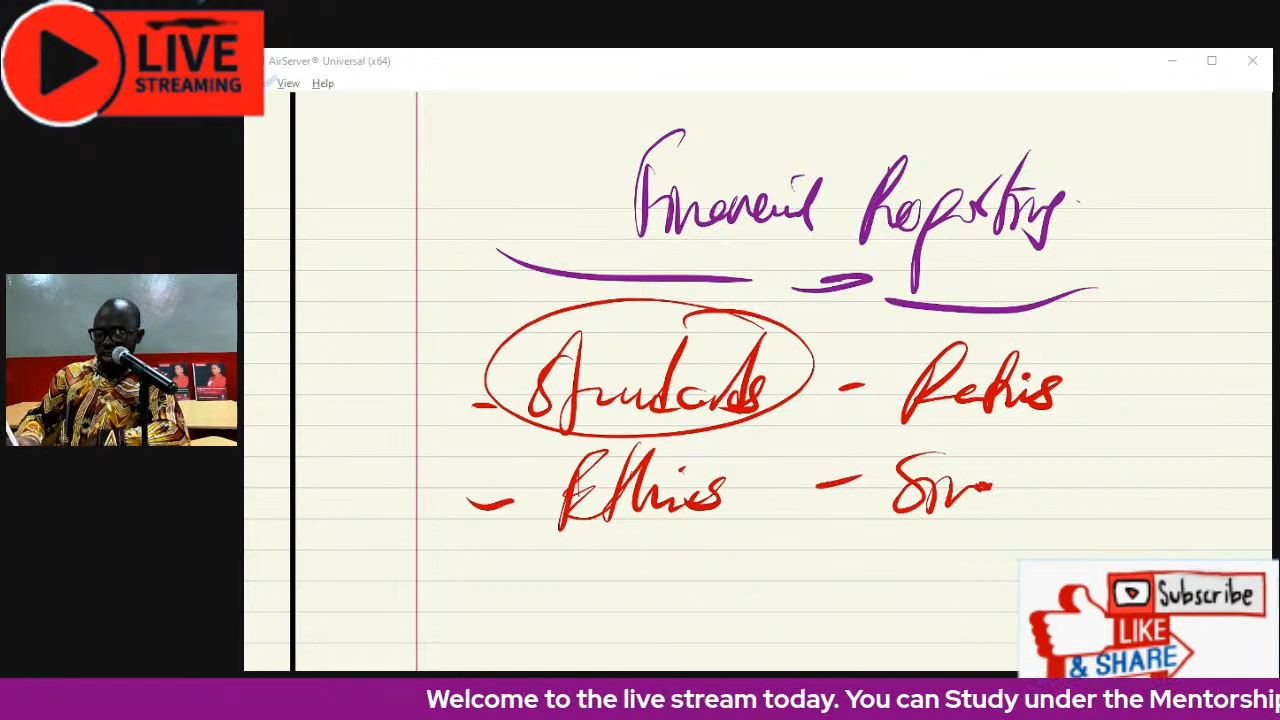 LIVE
STREAMING
AirServer® Universal (x64)
View Help
Financial Reporting
- Standards - Ratios
- Ethics -
Subscribe
LIKE
& SHARE
Welcome to the live stream today. You can Study under the Mentorship